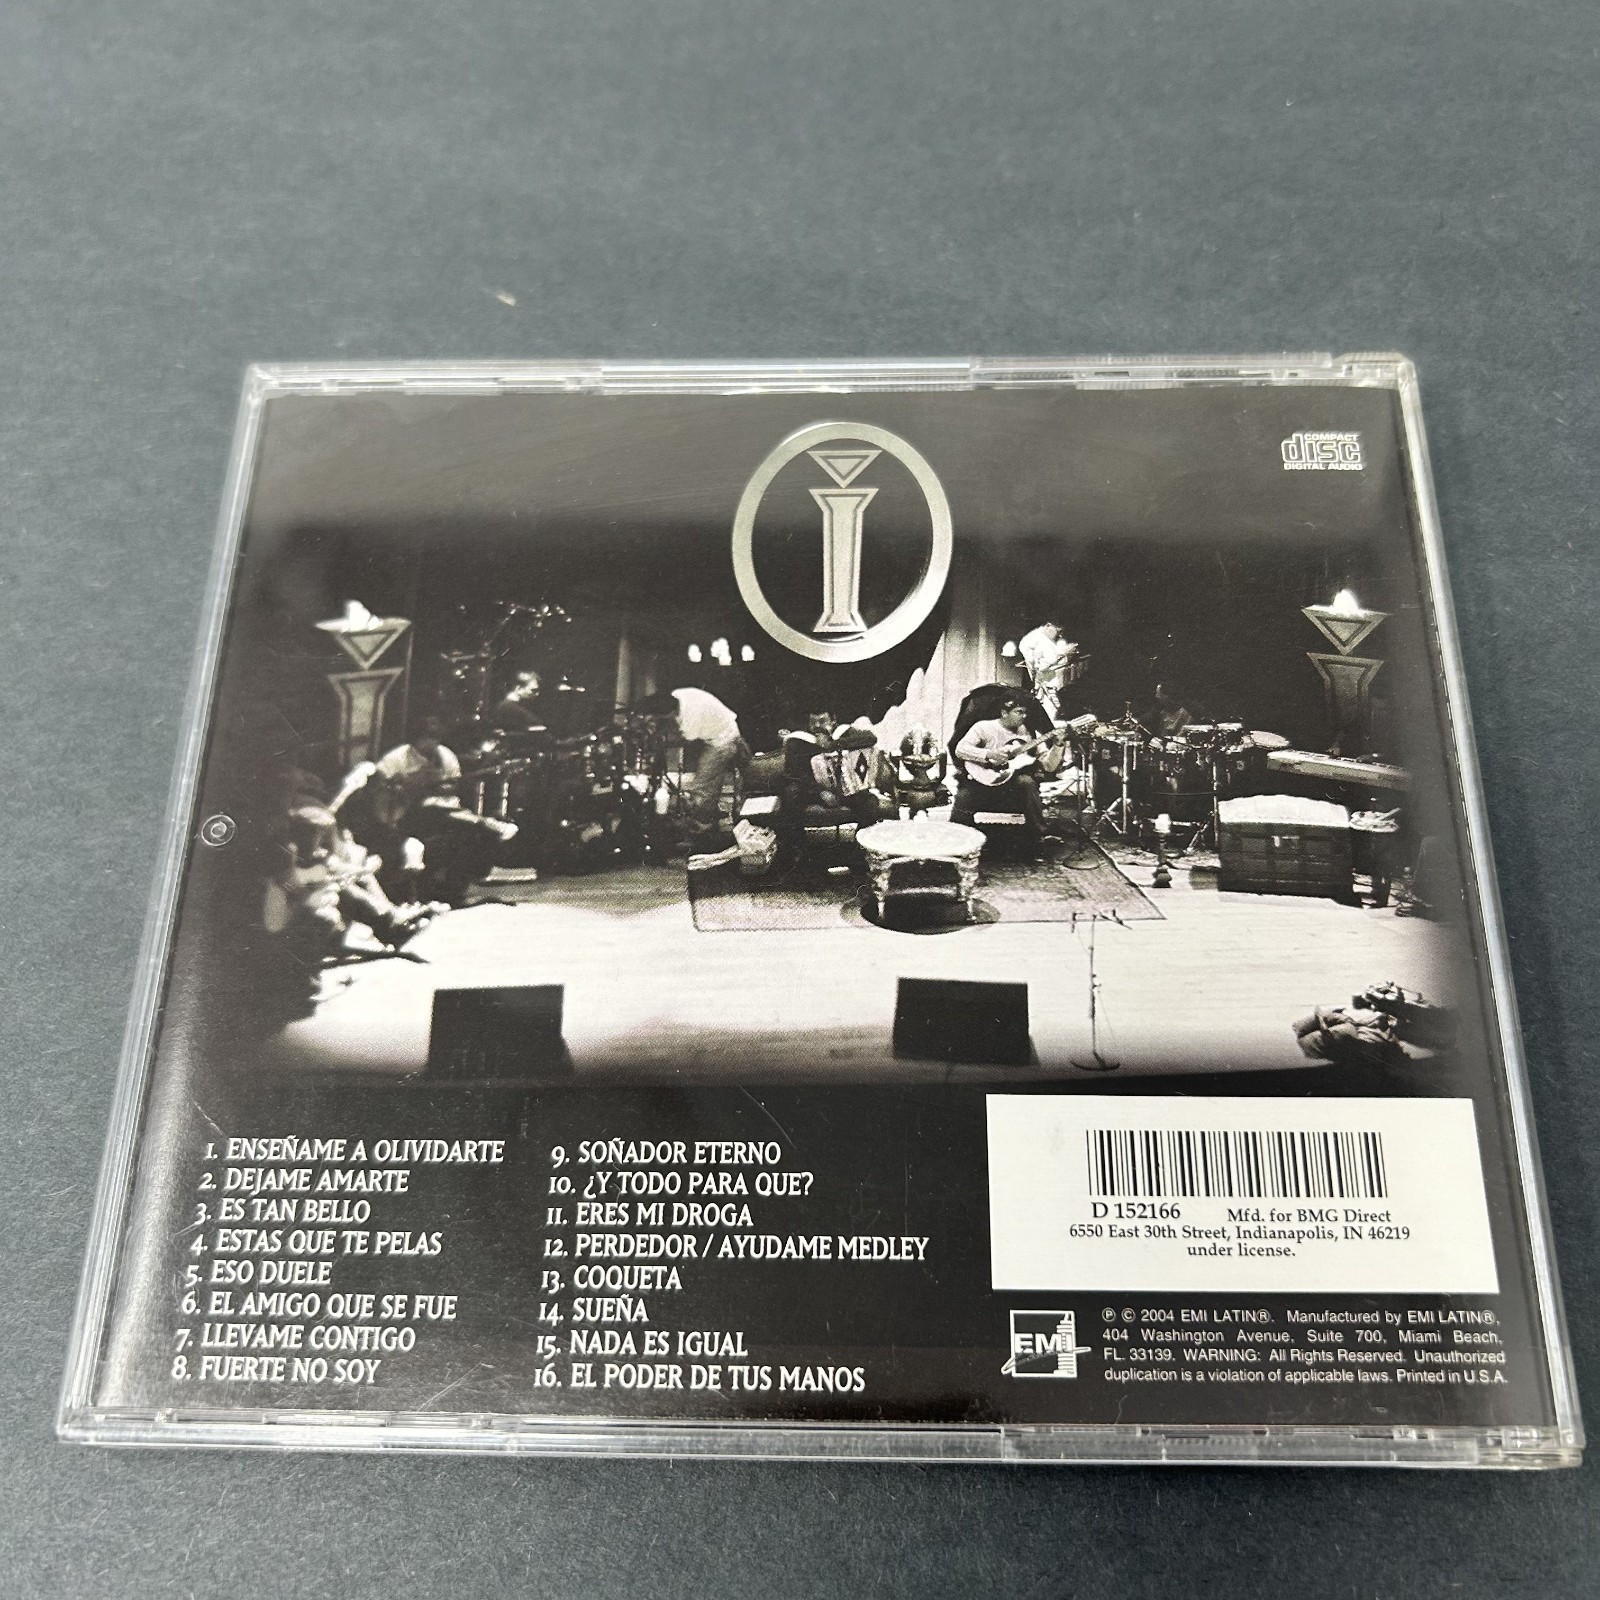 COMPACT
disc
DIGITAL AUDIO
i
1. ENSEÑAME A OLIVIDARTE
2. DEJAME AMARTE
3. ES TAN BELLO
4. ESTAS QUE TE PELAS
5. ESO DUELE
6. EL AMIGO QUE SE FUE
7. LLEVAME CONTIGO
8. FUERTE NO SOY
9. SOÑADOR ETERNO
10. ¿Y TODO PARA QUE?
11. ERES MI DROGA
12. PERDEDOR / AYUDAME MEDLEY
13. COQUETA
14. SUEÑA
15. NADA ES IGUAL
16. EL PODER DE TUS MANOS
D 152166 Mfd. for BMG Direct
6550 East 30th Street, Indianapolis, IN 46219
under license.
EMI
℗ © 2004 EMI LATIN®. Manufactured by EMI LATIN®,
404 Washington Avenue, Suite 700, Miami Beach,
FL. 33139. WARNING: All Rights Reserved. Unauthorized
duplication is a violation of applicable laws. Printed in U.S.A.